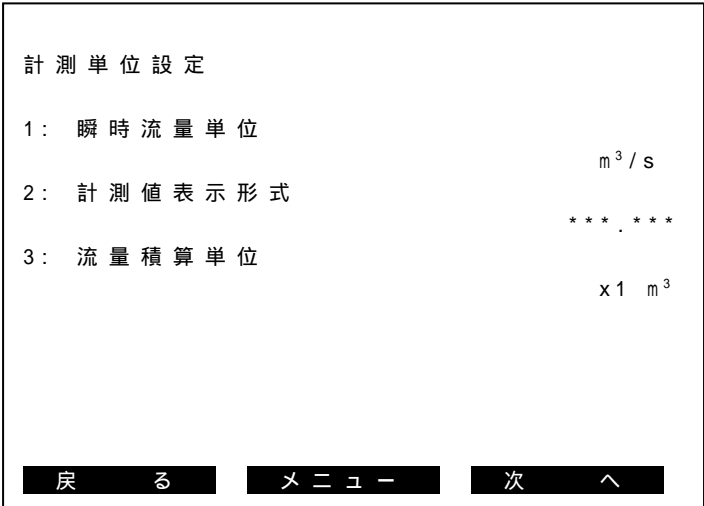 計測単位設定
1: 瞬時流量単位
m³/s
2: 計測値表示形式
***.***
3: 流量積算単位
x1 m³
戻る メニュー 次へ